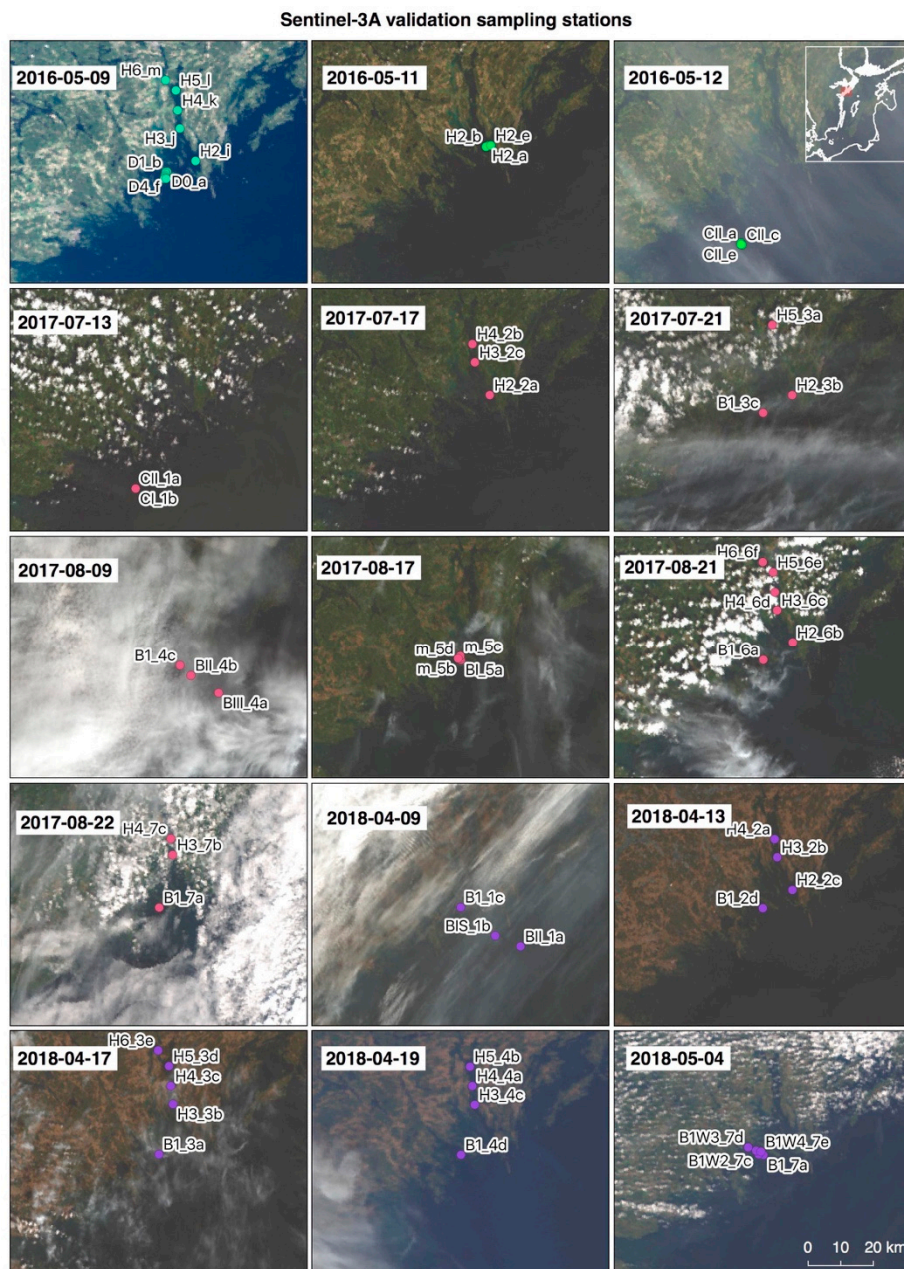 Sentinel-3A validation sampling stations
2016-05-09
H6_m
H5_l
H4_k
H3_j
H2_i
D1_b
D0_a
D4_f
2016-05-11
H2_b
H2_e
H2_a
2016-05-12
CII_a
CII_c
CII_e
2017-07-13
CII_1a
CI_1b
2017-07-17
H4_2b
H3_2c
H2_2a
2017-07-21
H5_3a
H2_3b
B1_3c
2017-08-09
B1_4c
BII_4b
BIII_4a
2017-08-17
m_5d
m_5c
m_5b
BI_5a
2017-08-21
H6_6f
H5_6e
H4_6d
H3_6c
H2_6b
B1_6a
2017-08-22
H4_7c
H3_7b
B1_7a
2018-04-09
B1_1c
BIS_1b
BII_1a
2018-04-13
H4_2a
H3_2b
H2_2c
B1_2d
2018-04-17
H6_3e
H5_3d
H4_3c
H3_3b
B1_3a
2018-04-19
H5_4b
H4_4a
H3_4c
B1_4d
2018-05-04
B1W3_7d
B1W4_7e
B1W2_7c
B1_7a
0 10 20 km